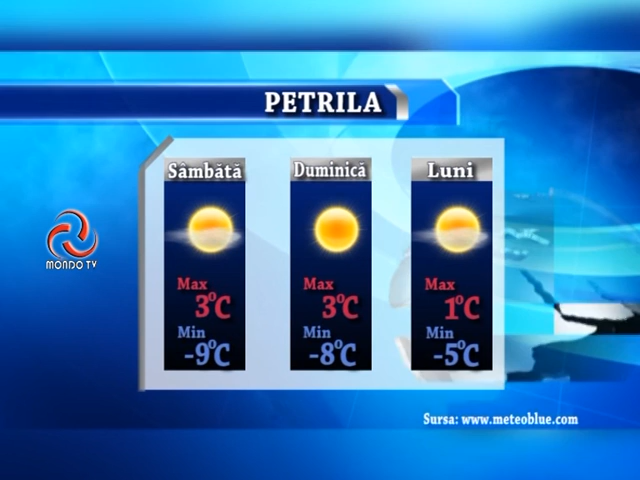 PETRILA
Sâmbătă
Duminică
Luni
Max
3°C
Min
-9°C
Max
3°C
Min
-8°C
Max
1°C
Min
-5°C
MONDO TV
Sursa: www.meteoblue.com